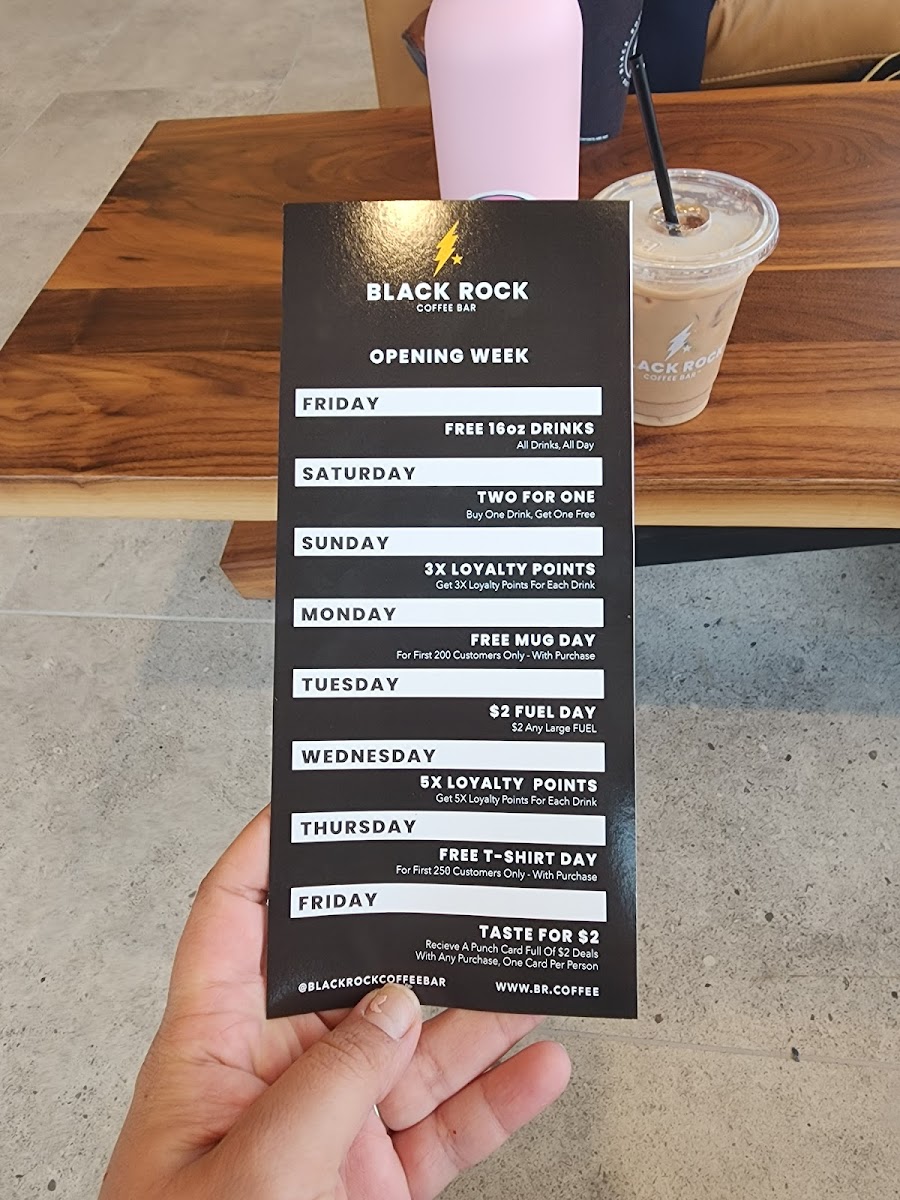 BLACK ROCK
COFFEE BAR
OPENING WEEK
FRIDAY
FREE 16oz DRINKS
All Drinks, All Day
SATURDAY
TWO FOR ONE
Buy One Drink, Get One Free
SUNDAY
3X LOYALTY POINTS
Get 3X Loyalty Points For Each Drink
MONDAY
FREE MUG DAY
For First 200 Customers Only - With Purchase
TUESDAY
$2 FUEL DAY
$2 Any Large FUEL
WEDNESDAY
5X LOYALTY POINTS
Get 5X Loyalty Points For Each Drink
THURSDAY
FREE T-SHIRT DAY
For First 250 Customers Only - With Purchase
FRIDAY
TASTE FOR $2
Recieve A Punch Card Full Of $2 Deals
With Any Purchase, One Card Per Person
@BLACKROCKCOFFEEBAR
WWW.BR.COFFEE
LACK ROCK
COFFEE BAR